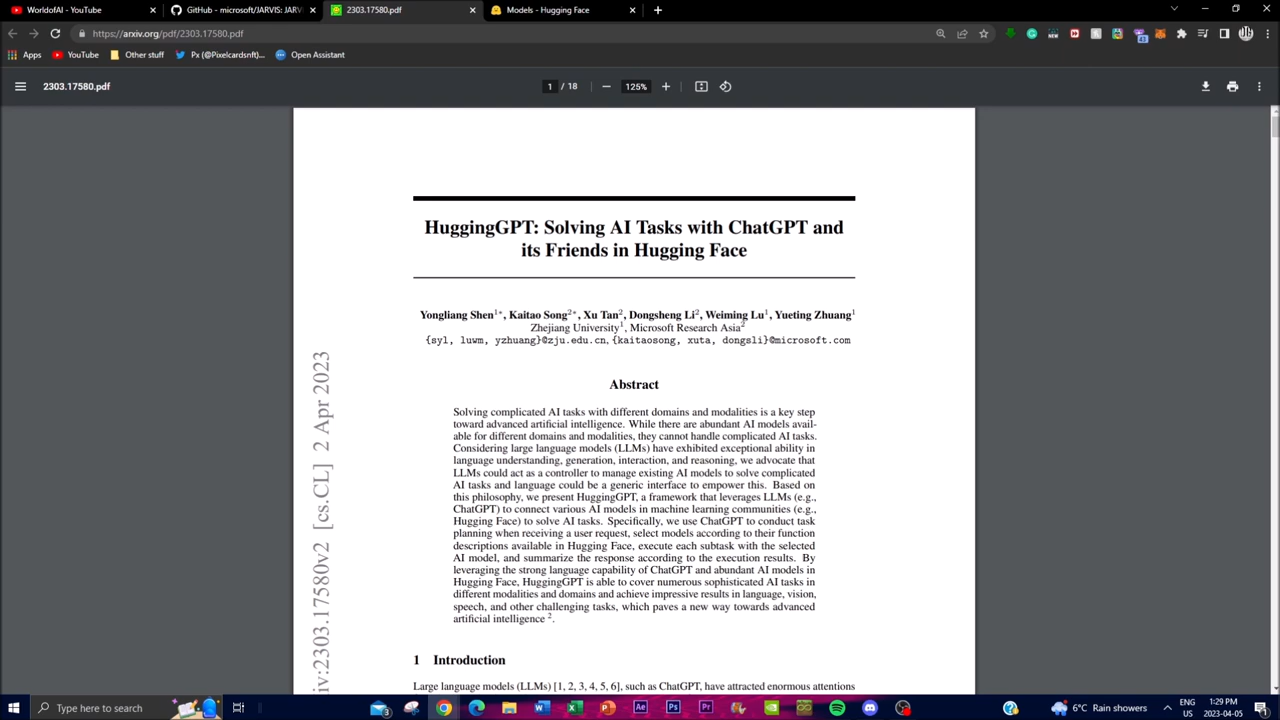 WorldofAI - YouTube
GitHub - microsoft/JARVIS: JAR
2303.17580.pdf
Models - Hugging Face
https://arxiv.org/pdf/2303.17580.pdf
Apps
YouTube
Other stuff
Px (@Pixelcardsnft)...
Open Assistant
2303.17580.pdf
1 / 18
125%
HuggingGPT: Solving AI Tasks with ChatGPT and
its Friends in Hugging Face
Yongliang Shen1*, Kaitao Song2*, Xu Tan2, Dongsheng Li2, Weiming Lu1, Yueting Zhuang1
Zhejiang University1, Microsoft Research Asia2
{syl, luwm, yzhuang}@zju.edu.cn, {kaitaosong, xuta, dongsli}@microsoft.com
Abstract
Solving complicated AI tasks with different domains and modalities is a key step
toward advanced artificial intelligence. While there are abundant AI models avail-
able for different domains and modalities, they cannot handle complicated AI tasks.
Considering large language models (LLMs) have exhibited exceptional ability in
language understanding, generation, interaction, and reasoning, we advocate that
LLMs could act as a controller to manage existing AI models to solve complicated
AI tasks and language could be a generic interface to empower this. Based on
this philosophy, we present HuggingGPT, a framework that leverages LLMs (e.g.,
ChatGPT) to connect various AI models in machine learning communities (e.g.,
Hugging Face) to solve AI tasks. Specifically, we use ChatGPT to conduct task
planning when receiving a user request, select models according to their function
descriptions available in Hugging Face, execute each subtask with the selected
AI model, and summarize the response according to the execution results. By
leveraging the strong language capability of ChatGPT and abundant AI models in
Hugging Face, HuggingGPT is able to cover numerous sophisticated AI tasks in
different modalities and domains and achieve impressive results in language, vision,
speech, and other challenging tasks, which paves a new way towards advanced
artificial intelligence 2.
1 Introduction
Large language models (LLMs) [1, 2, 3, 4, 5, 6], such as ChatGPT, have attracted enormous attentions
iv:2303.17580v2 [cs.CL] 2 Apr 2023
Type here to search
6°C Rain showers
ENG
US
1:29 PM
2023-04-05